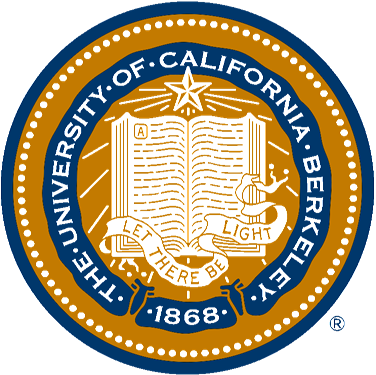 ·THE·UNIVERSITY·OF·CALIFORNIA·BERKELEY·
A
LET THERE BE LIGHT
·1868·
®